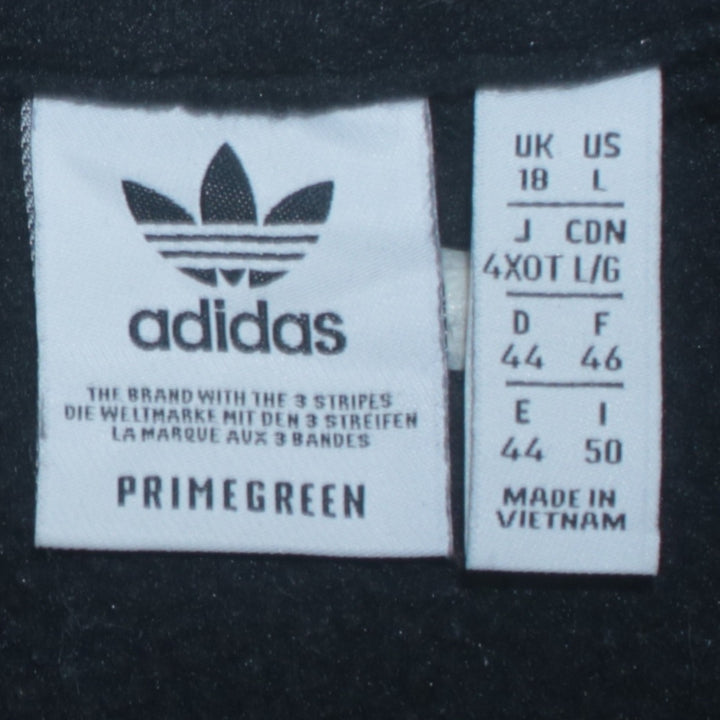 adidas
THE BRAND WITH THE 3 STRIPES
DIE WELTMARKE MIT DEN 3 STREIFEN
LA MARQUE AUX 3 BANDES
PRIMEGREEN
UK US
18 L
J CDN
4XOT L/G
D F
44 46
E I
44 50
MADE IN
VIETNAM